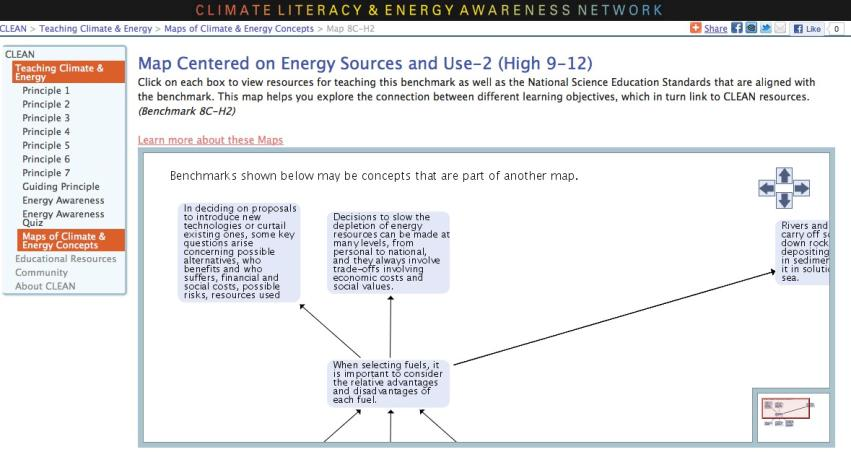 CLIMATE LITERACY & ENERGY AWARENESS NETWORK
CLEAN > Teaching Climate & Energy > Maps of Climate & Energy Concepts > Map 8C-H2
Share
Like
0
CLEAN
Teaching Climate &
Energy
Principle 1
Principle 2
Principle 3
Principle 4
Principle 5
Principle 6
Principle 7
Guiding Principle
Energy Awareness
Energy Awareness
Quiz
Maps of Climate &
Energy Concepts
Educational Resources
Community
About CLEAN
Map Centered on Energy Sources and Use-2 (High 9-12)
Click on each box to view resources for teaching this benchmark as well as the National Science Education Standards that are aligned with
the benchmark. This map helps you explore the connection between different learning objectives, which in turn link to CLEAN resources.
(Benchmark 8C-H2)
Learn more about these Maps
Benchmarks shown below may be concepts that are part of another map.
In deciding on proposals
to introduce new
technologies or curtail
existing ones, some key
questions arise
concerning possible
alternatives, who
benefits and who
suffers, financial and
social costs, possible
risks, resources used
Decisions to slow the
depletion of energy
resources can be made at
many levels, from
personal to national,
and they always involve
trade-offs involving
economic costs and
social values.
Rivers and
carry off
down rock
depositing
in sedimen
it in soluti
sea.
When selecting fuels, it
is important to consider
the relative advantages
and disadvantages of
each fuel.